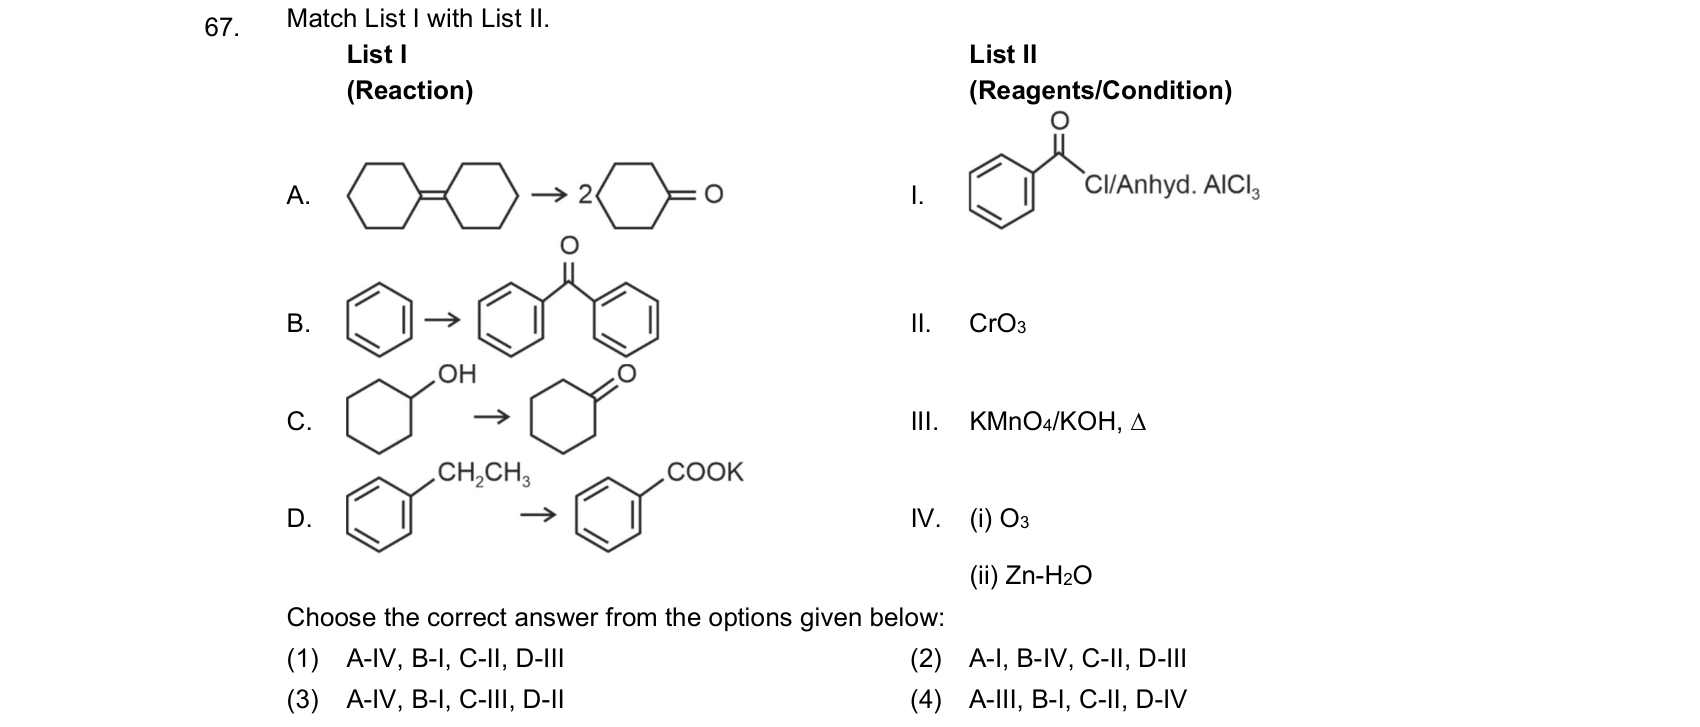 67. Match List I with List II.
List I List II
(Reaction) (Reagents/Condition)
O
A. → 2 O I. Cl/Anhyd. AlCl₃
O
B. → II. CrO₃
OH O
C. → III. KMnO₄/KOH, Δ
CH₂CH₃ COOK
D. → IV. (i) O₃
(ii) Zn-H₂O
Choose the correct answer from the options given below:
(1) A-IV, B-I, C-II, D-III (2) A-I, B-IV, C-II, D-III
(3) A-IV, B-I, C-III, D-II (4) A-III, B-I, C-II, D-IV